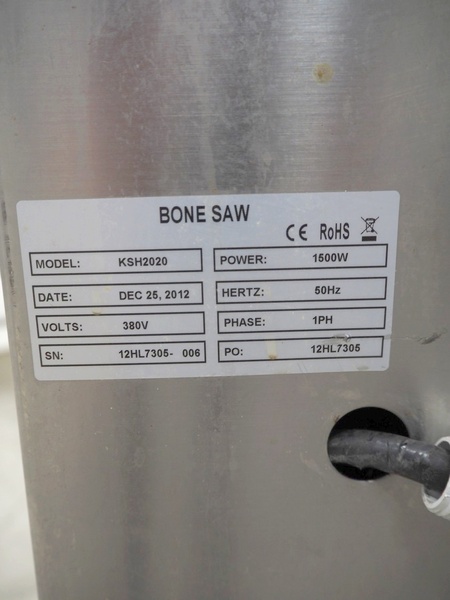 BONE SAW
CE RoHS
MODEL: KSH2020
POWER: 1500W
DATE: DEC 25, 2012
HERTZ: 50Hz
VOLTS: 380V
PHASE: 1PH
SN: 12HL7305- 006
PO: 12HL7305